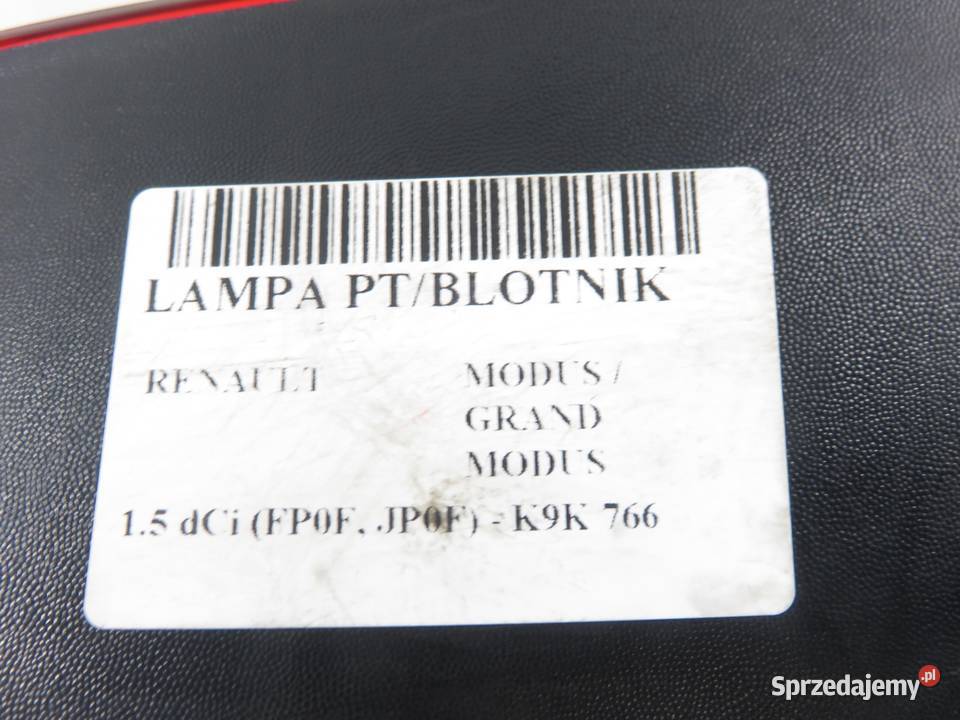 LAMPA PT/BLOTNIK
RENAULT
MODUS /
GRAND
MODUS
1.5 dCi (FP0F, JP0F) - K9K 766
Sprzedajemy.pl